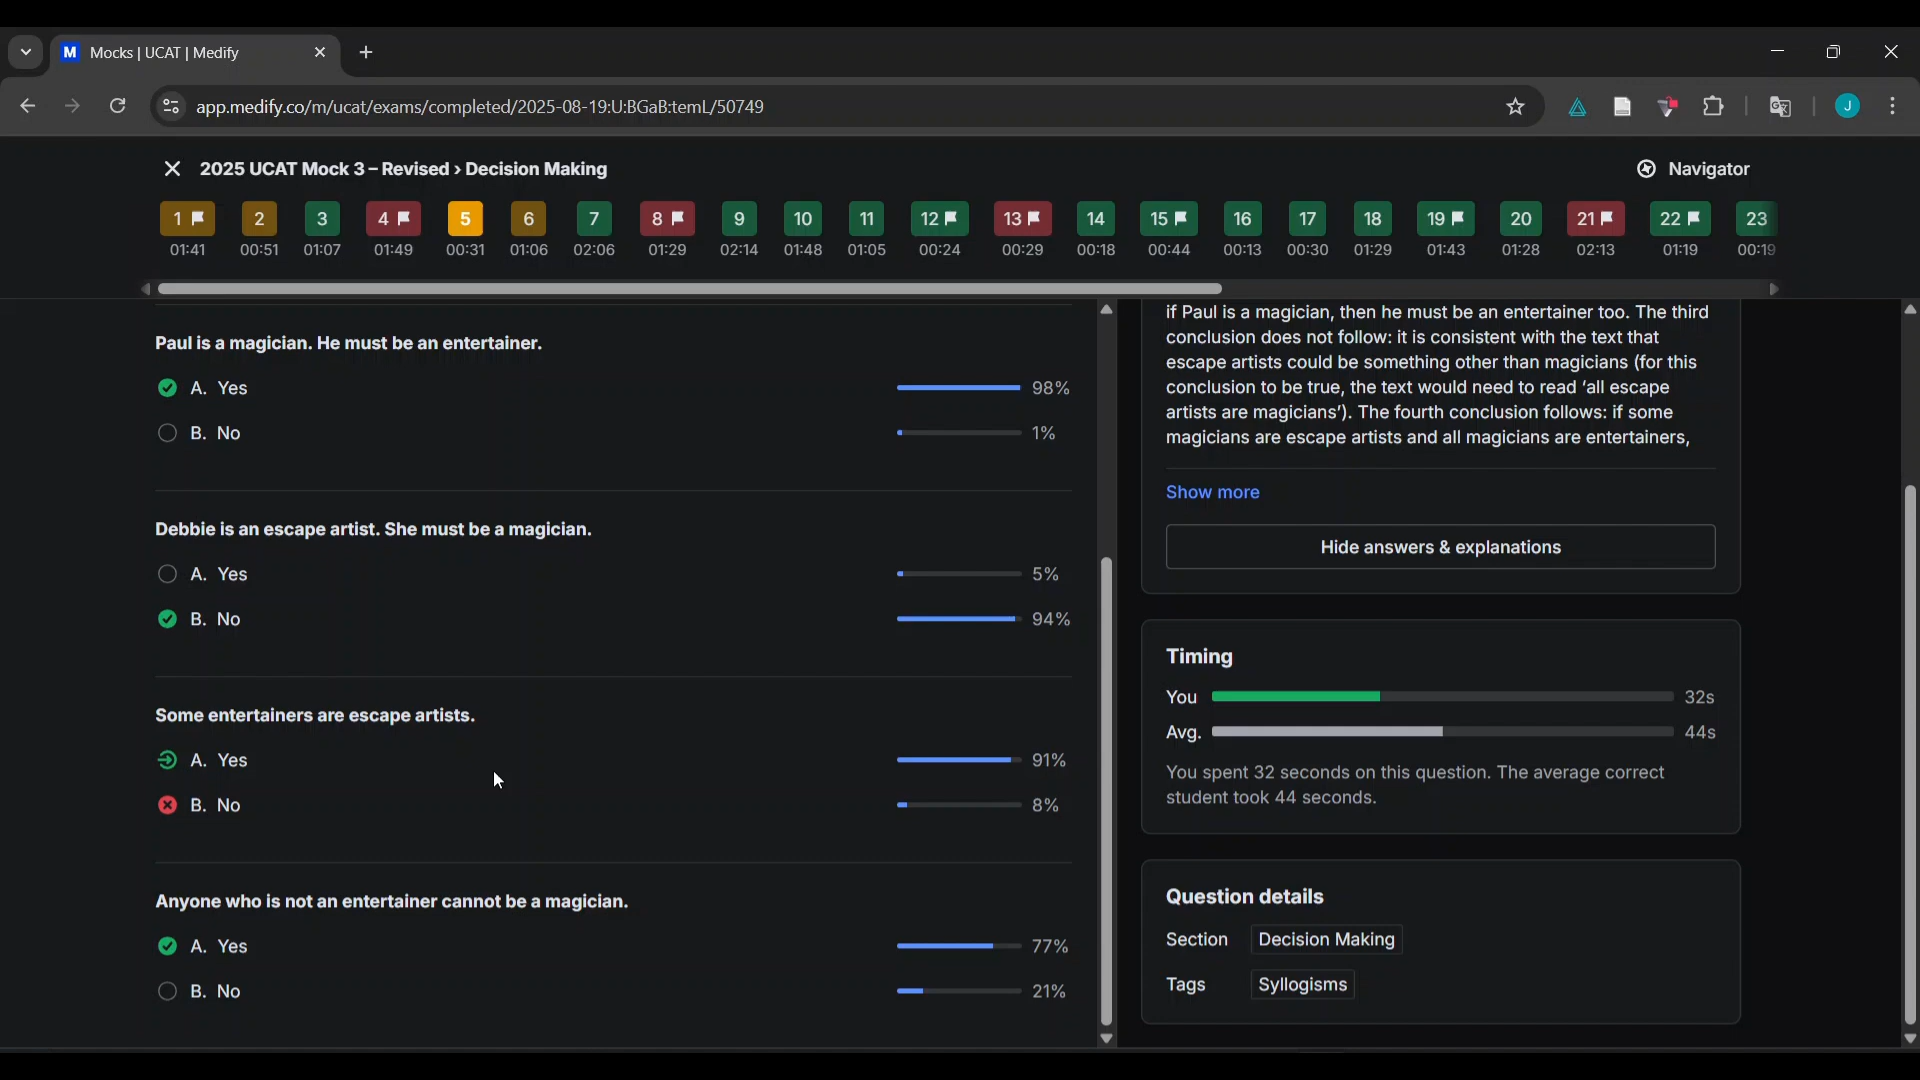 Mocks | UCAT | Medify
app.medify.co/m/ucat/exams/completed/2025-08-19:U:BGaB:temL/50749
J
2025 UCAT Mock 3 – Revised › Decision Making
Navigator
1 2 3 4 5 6 7 8 9 10 11 12 13 14 15 16 17 18 19 20 21 22 23
01:41 00:51 01:07 01:49 00:31 01:06 02:06 01:29 02:14 01:48 01:05 00:24 00:29 00:18 00:44 00:13 00:30 01:29 01:43 01:28 02:13 01:19 00:19
Paul is a magician. He must be an entertainer.
A. Yes 98%
B. No 1%
Debbie is an escape artist. She must be a magician.
A. Yes 5%
B. No 94%
Some entertainers are escape artists.
A. Yes 91%
B. No 8%
Anyone who is not an entertainer cannot be a magician.
A. Yes 77%
B. No 21%
if Paul is a magician, then he must be an entertainer too. The third
conclusion does not follow: it is consistent with the text that
escape artists could be something other than magicians (for this
conclusion to be true, the text would need to read ‘all escape
artists are magicians’). The fourth conclusion follows: if some
magicians are escape artists and all magicians are entertainers,
Show more
Hide answers & explanations
Timing
You 32s
Avg. 44s
You spent 32 seconds on this question. The average correct
student took 44 seconds.
Question details
Section Decision Making
Tags Syllogisms